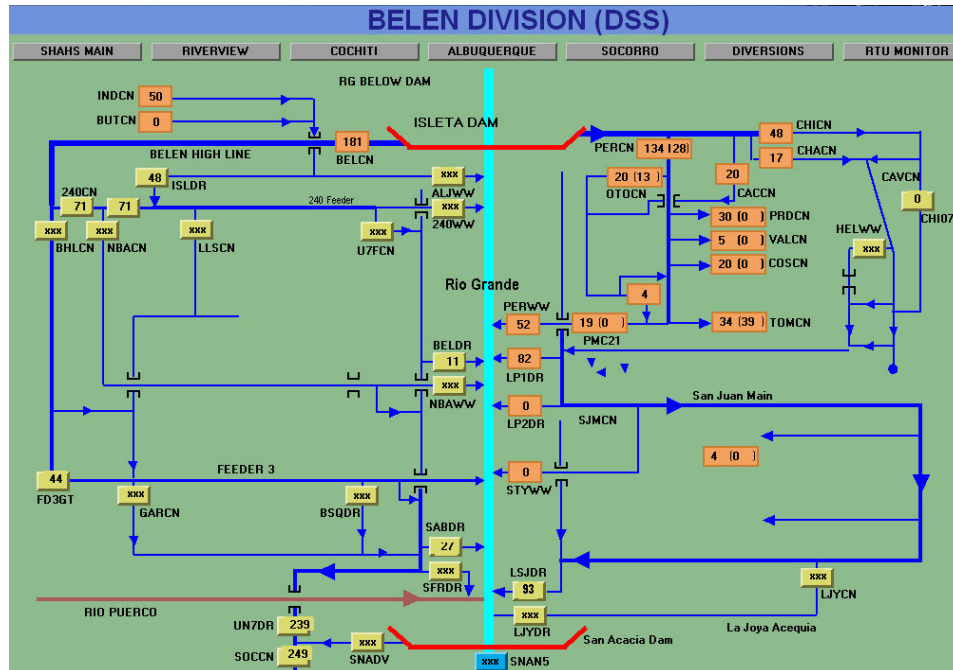 BELEN DIVISION (DSS)
SHAHS MAIN
RIVERVIEW
COCHITI
ALBUQUERQUE
SOCORRO
DIVERSIONS
RTU MONITOR
RG BELOW DAM
INDCN 50
BUTCN 0
ISLETA DAM
181
BELCN
BELEN HIGH LINE
PERCN
134 (128)
48
CHICN
17
CHACN
48
ISLDR
xxx
ALJWW
20 (13)
OTOCN
20
CACCN
CAVCN
0
CHI07
240CN
71
71
240 Feeder
xxx
240WW
xxx
BHLCN
xxx
NBACN
xxx
LLSCN
xxx
U7FCN
30 (0 ) PRDCN
5 (0 ) VALCN
20 (0 ) COSCN
HELWW
xxx
Rio Grande
4
PERWW
52
19 (0 )
PMC21
34 (39 ) TOMCN
BELDR
11
82
LP1DR
xxx
NBAWW
0
LP2DR
SJMCN
San Juan Main
4 (0 )
44
FD3GT
FEEDER 3
0
STYWW
xxx
GARCN
xxx
BSQDR
SABDR
27
xxx
SFRDR
LSJDR
93
xxx
LJYCN
RIO PUERCO
xxx
LJYDR
La Joya Acequia
UN7DR 239
San Acacia Dam
SOCCN 249
xxx
SNADV
xxx SNAN5